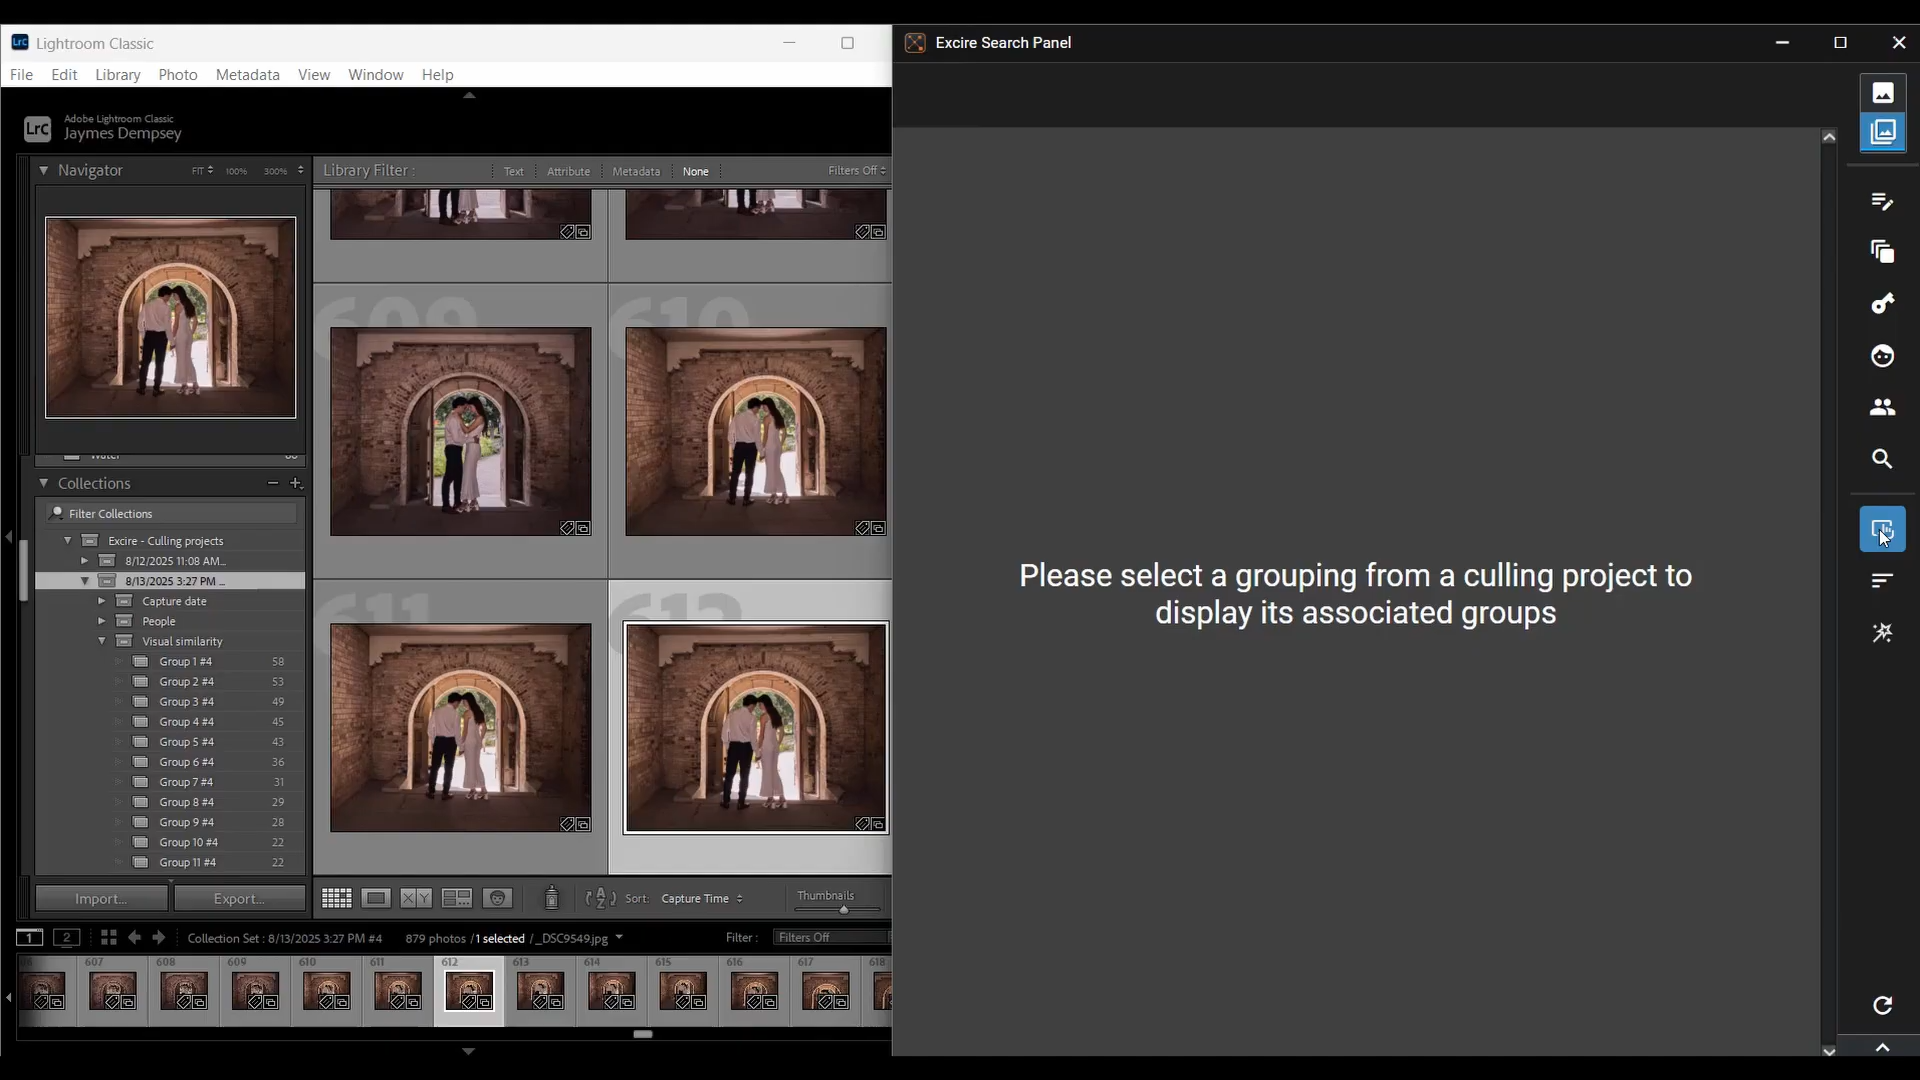 Lightroom Classic
File Edit Library Photo Metadata View Window Help
LrC
Adobe Lightroom Classic
Jaymes Dempsey
Navigator FIT 100% 300%
Library Filter : Text Attribute Metadata None Filters Off
609 610
611 612
Water
Collections
Filter Collections
Excire - Culling projects
8/12/2025 11:08 AM...
8/13/2025 3:27 PM ...
Capture date
People
Visual similarity
Group 1 #4 58
Group 2 #4 53
Group 3 #4 49
Group 4 #4 45
Group 5 #4 43
Group 6 #4 36
Group 7 #4 31
Group 8 #4 29
Group 9 #4 28
Group 10 #4 22
Group 11 #4 22
Import... Export...
XY Sort: Capture Time Thumbnails
1 2 Collection Set : 8/13/2025 3:27 PM #4 879 photos / 1 selected / _DSC9549.jpg Filter : Filters Off
607 608 609 610 611 612 613 614 615 616 617 618
Excire Search Panel
Please select a grouping from a culling project to
display its associated groups